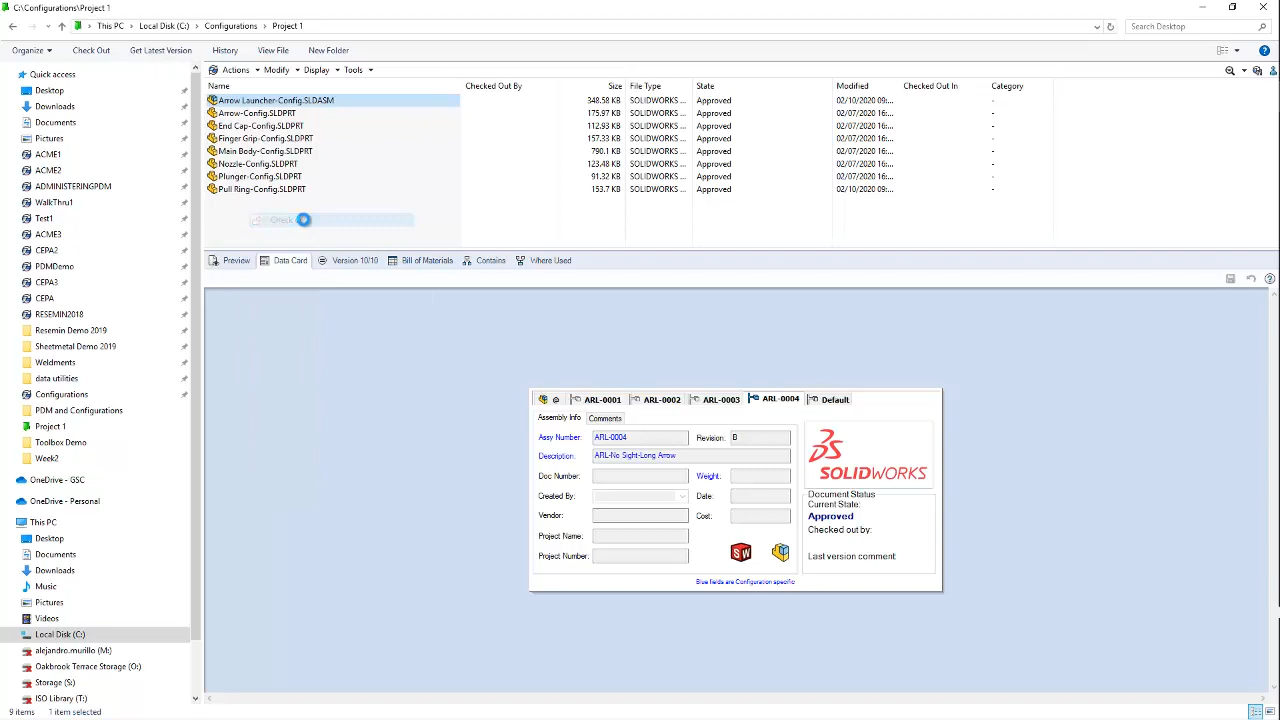 C:\Configurations\Project 1
This PC > Local Disk (C:) > Configurations > Project 1
Search Desktop
Organize Check Out Get Latest Version History View File New Folder
Actions Modify Display Tools
Name Checked Out By Size File Type State Modified Checked Out In Category
Arrow Launcher-Config.SLDASM 348.58 KB SOLIDWORKS ... Approved 02/10/2020 09:... -
Arrow-Config.SLDPRT 175.97 KB SOLIDWORKS ... Approved 02/07/2020 16:... -
End Cap-Config.SLDPRT 112.93 KB SOLIDWORKS ... Approved 02/07/2020 16:... -
Finger Grip-Config.SLDPRT 157.33 KB SOLIDWORKS ... Approved 02/07/2020 16:... -
Main Body-Config.SLDPRT 790.1 KB SOLIDWORKS ... Approved 02/07/2020 16:... -
Nozzle-Config.SLDPRT 123.48 KB SOLIDWORKS ... Approved 02/07/2020 16:... -
Plunger-Config.SLDPRT 91.32 KB SOLIDWORKS ... Approved 02/07/2020 16:... -
Pull Ring-Config.SLDPRT 153.7 KB SOLIDWORKS ... Approved 02/10/2020 09:... -
Check
Quick access
Desktop
Downloads
Documents
Pictures
ACME1
ACME2
ADMINISTERINGPDM
WalkThru1
Test1
ACME3
CEPA2
PDMDemo
CEPA3
CEPA
RESEMIN2018
Resemin Demo 2019
Sheetmetal Demo 2019
Weldments
data utilities
Configurations
PDM and Configurations
Project 1
Toolbox Demo
Week2
OneDrive - GSC
OneDrive - Personal
This PC
Desktop
Documents
Downloads
Music
Pictures
Videos
Local Disk (C:)
alejandro.murillo (M:)
Oakbrook Terrace Storage (O:)
Storage (S:)
ISO Library (T:)
Preview Data Card Version 10/10 Bill of Materials Contains Where Used
@ ARL-0001 ARL-0002 ARL-0003 ARL-0004 Default
Assembly Info Comments
Assy Number: ARL-0004 Revision: B
Description: ARL-No Sight-Long Arrow
Doc Number: Weight:
Created By: Date:
Vendor: Cost:
Project Name:
Project Number:
Blue fields are Configuration specific
SW
SOLIDWORKS
Document Status
Current State:
Approved
Checked out by:
Last version comment
9 items 1 item selected